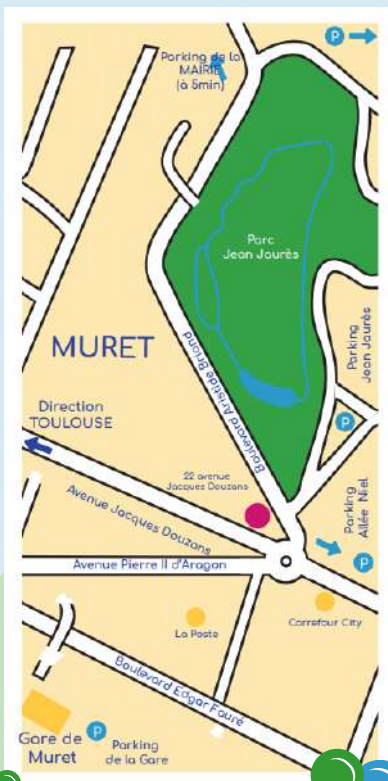 P
Parking de la
MAIRIE
(à 5min)
Parc
Jean Jaurès
Parking
Jean Jaurès
MURET
Boulevard Aristide Briand
Direction
TOULOUSE
P
22 avenue
Jacques Douzans
Avenue Jacques Douzans
Parking
Allée Niel
P
Avenue Pierre II d'Aragon
La Poste
Carrefour City
Boulevard Edgar Fauré
Gare de
Muret
P
Parking
de la Gare